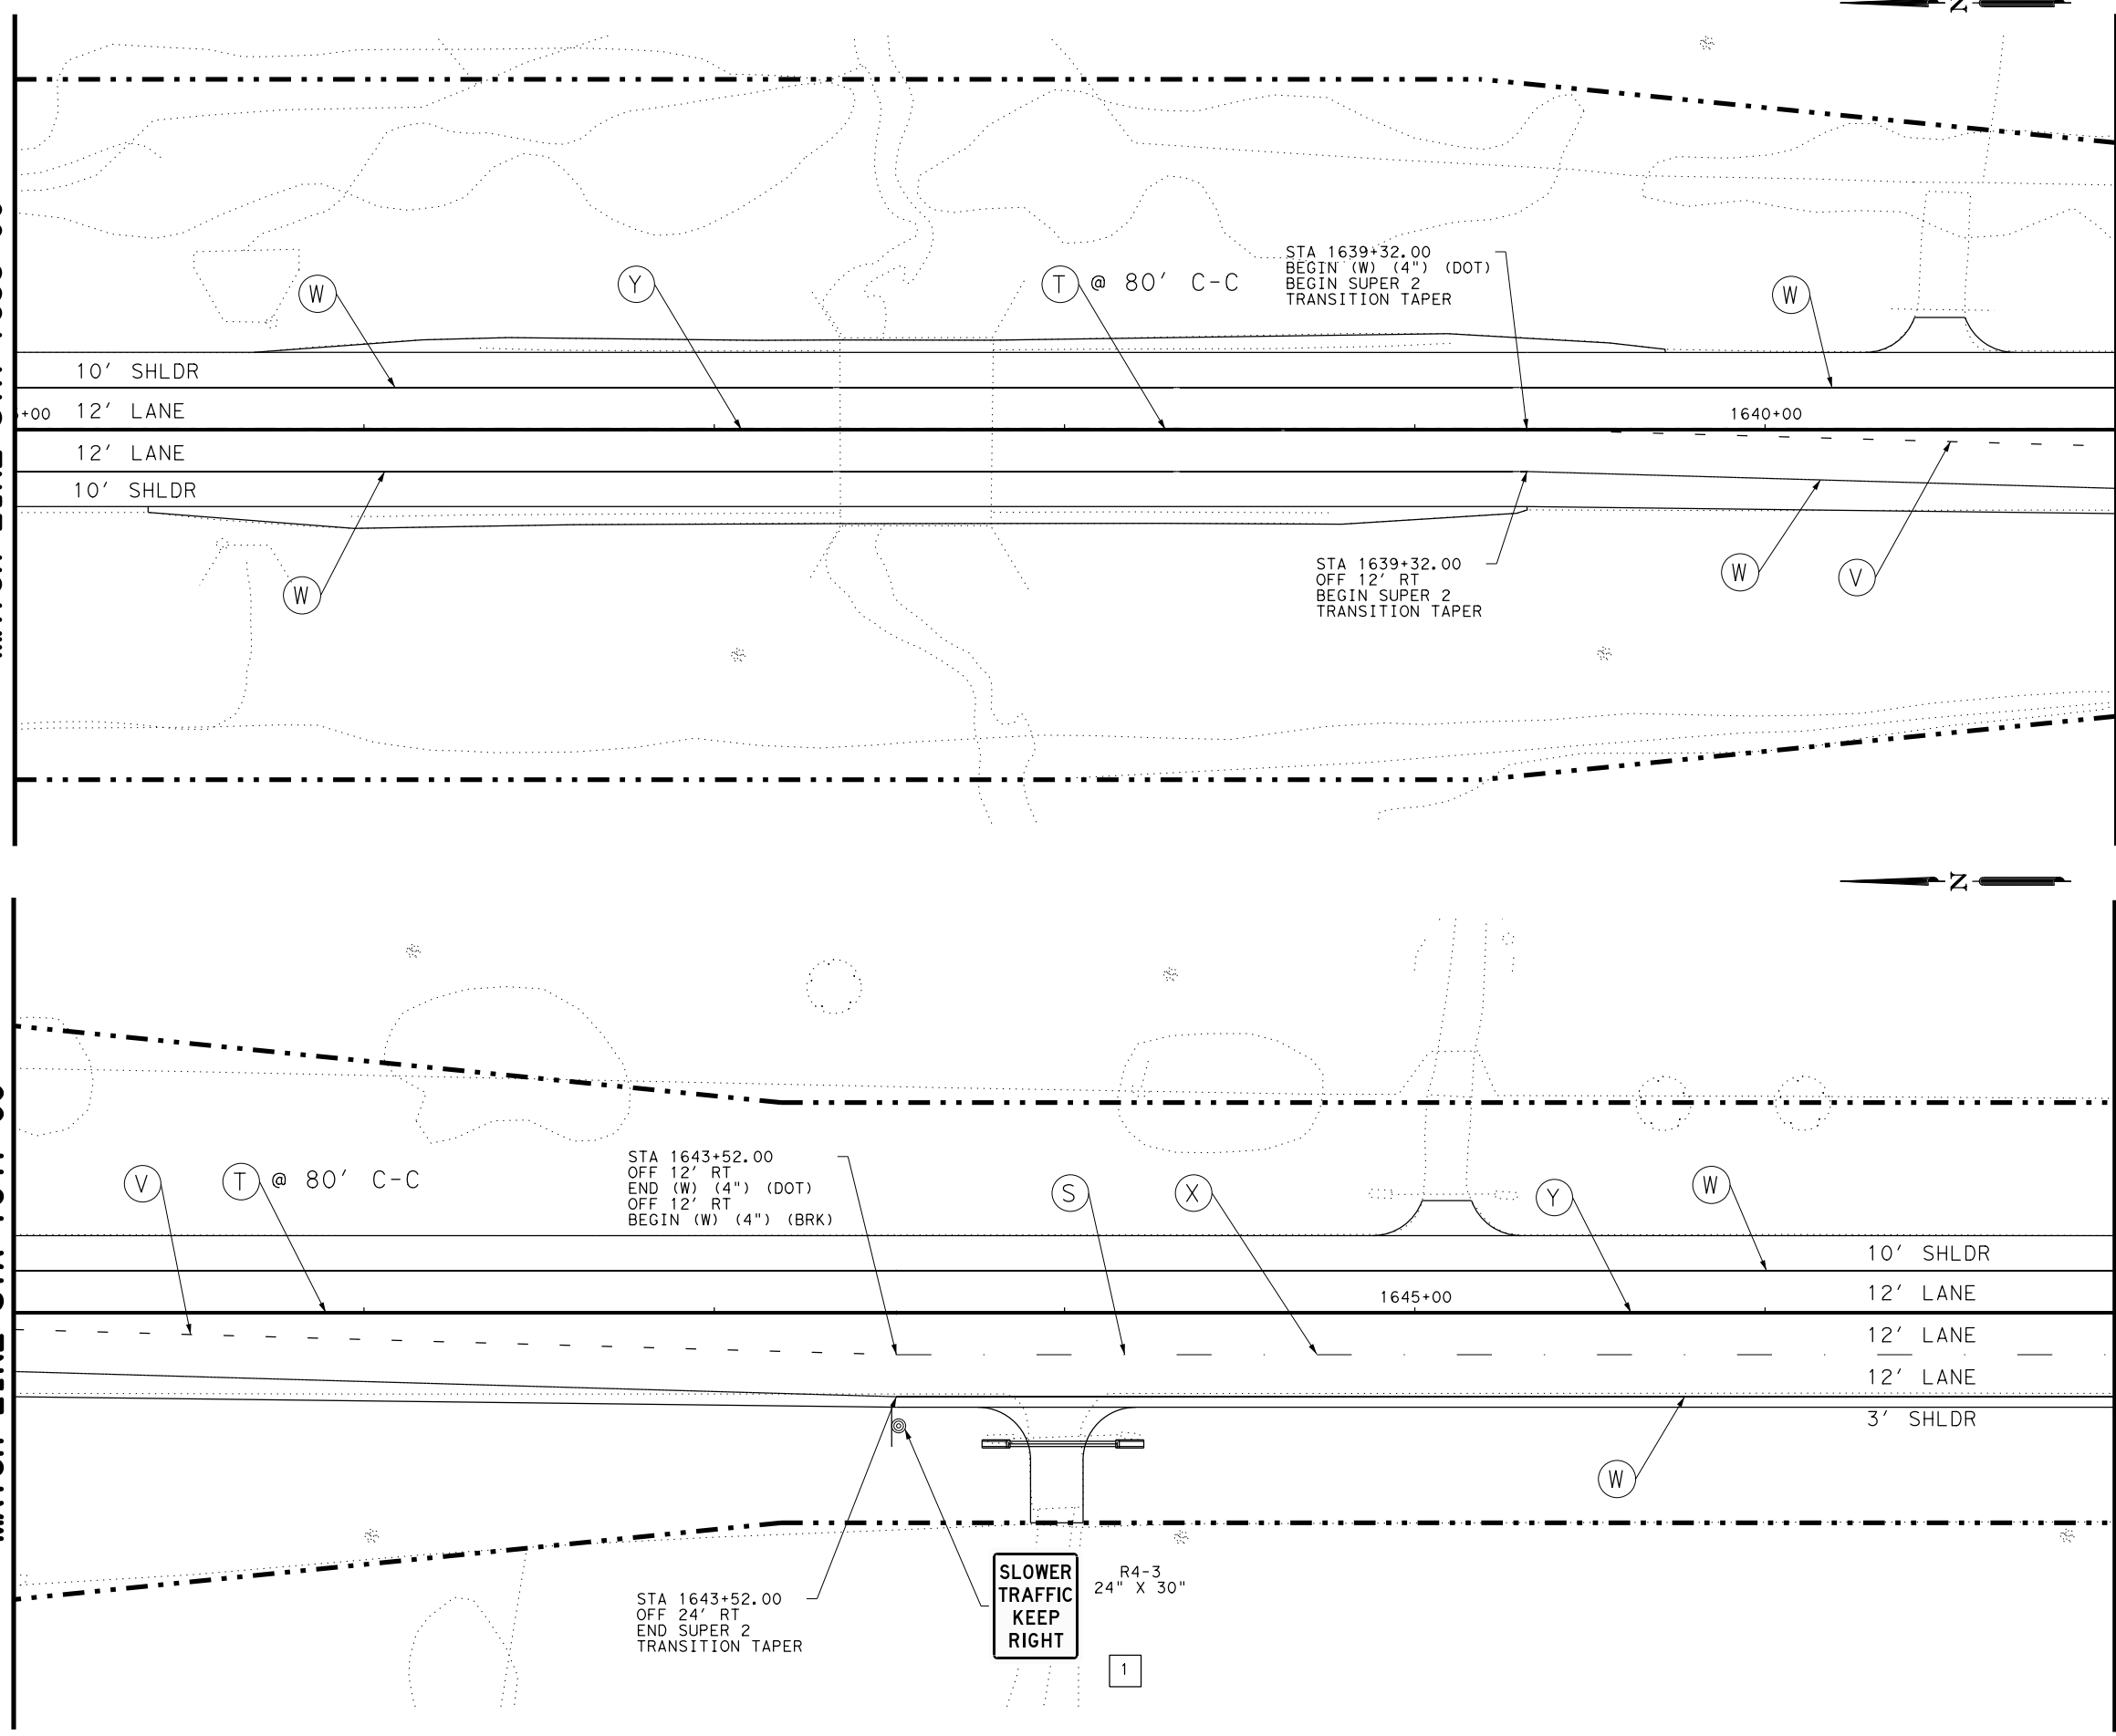 N
W
Y
T @ 80' C-C
STA 1639+32.00
BEGIN (W) (4") (DOT)
BEGIN SUPER 2
TRANSITION TAPER
W
10' SHLDR
+00
12' LANE
1640+00
12' LANE
10' SHLDR
W
STA 1639+32.00
OFF 12' RT
BEGIN SUPER 2
TRANSITION TAPER
W
V
N
V
T @ 80' C-C
STA 1643+52.00
OFF 12' RT
END (W) (4") (DOT)
OFF 12' RT
BEGIN (W) (4") (BRK)
S
X
Y
W
10' SHLDR
1645+00
12' LANE
12' LANE
12' LANE
3' SHLDR
W
STA 1643+52.00
OFF 24' RT
END SUPER 2
TRANSITION TAPER
SLOWER
TRAFFIC
KEEP
RIGHT
R4-3
24" X 30"
1